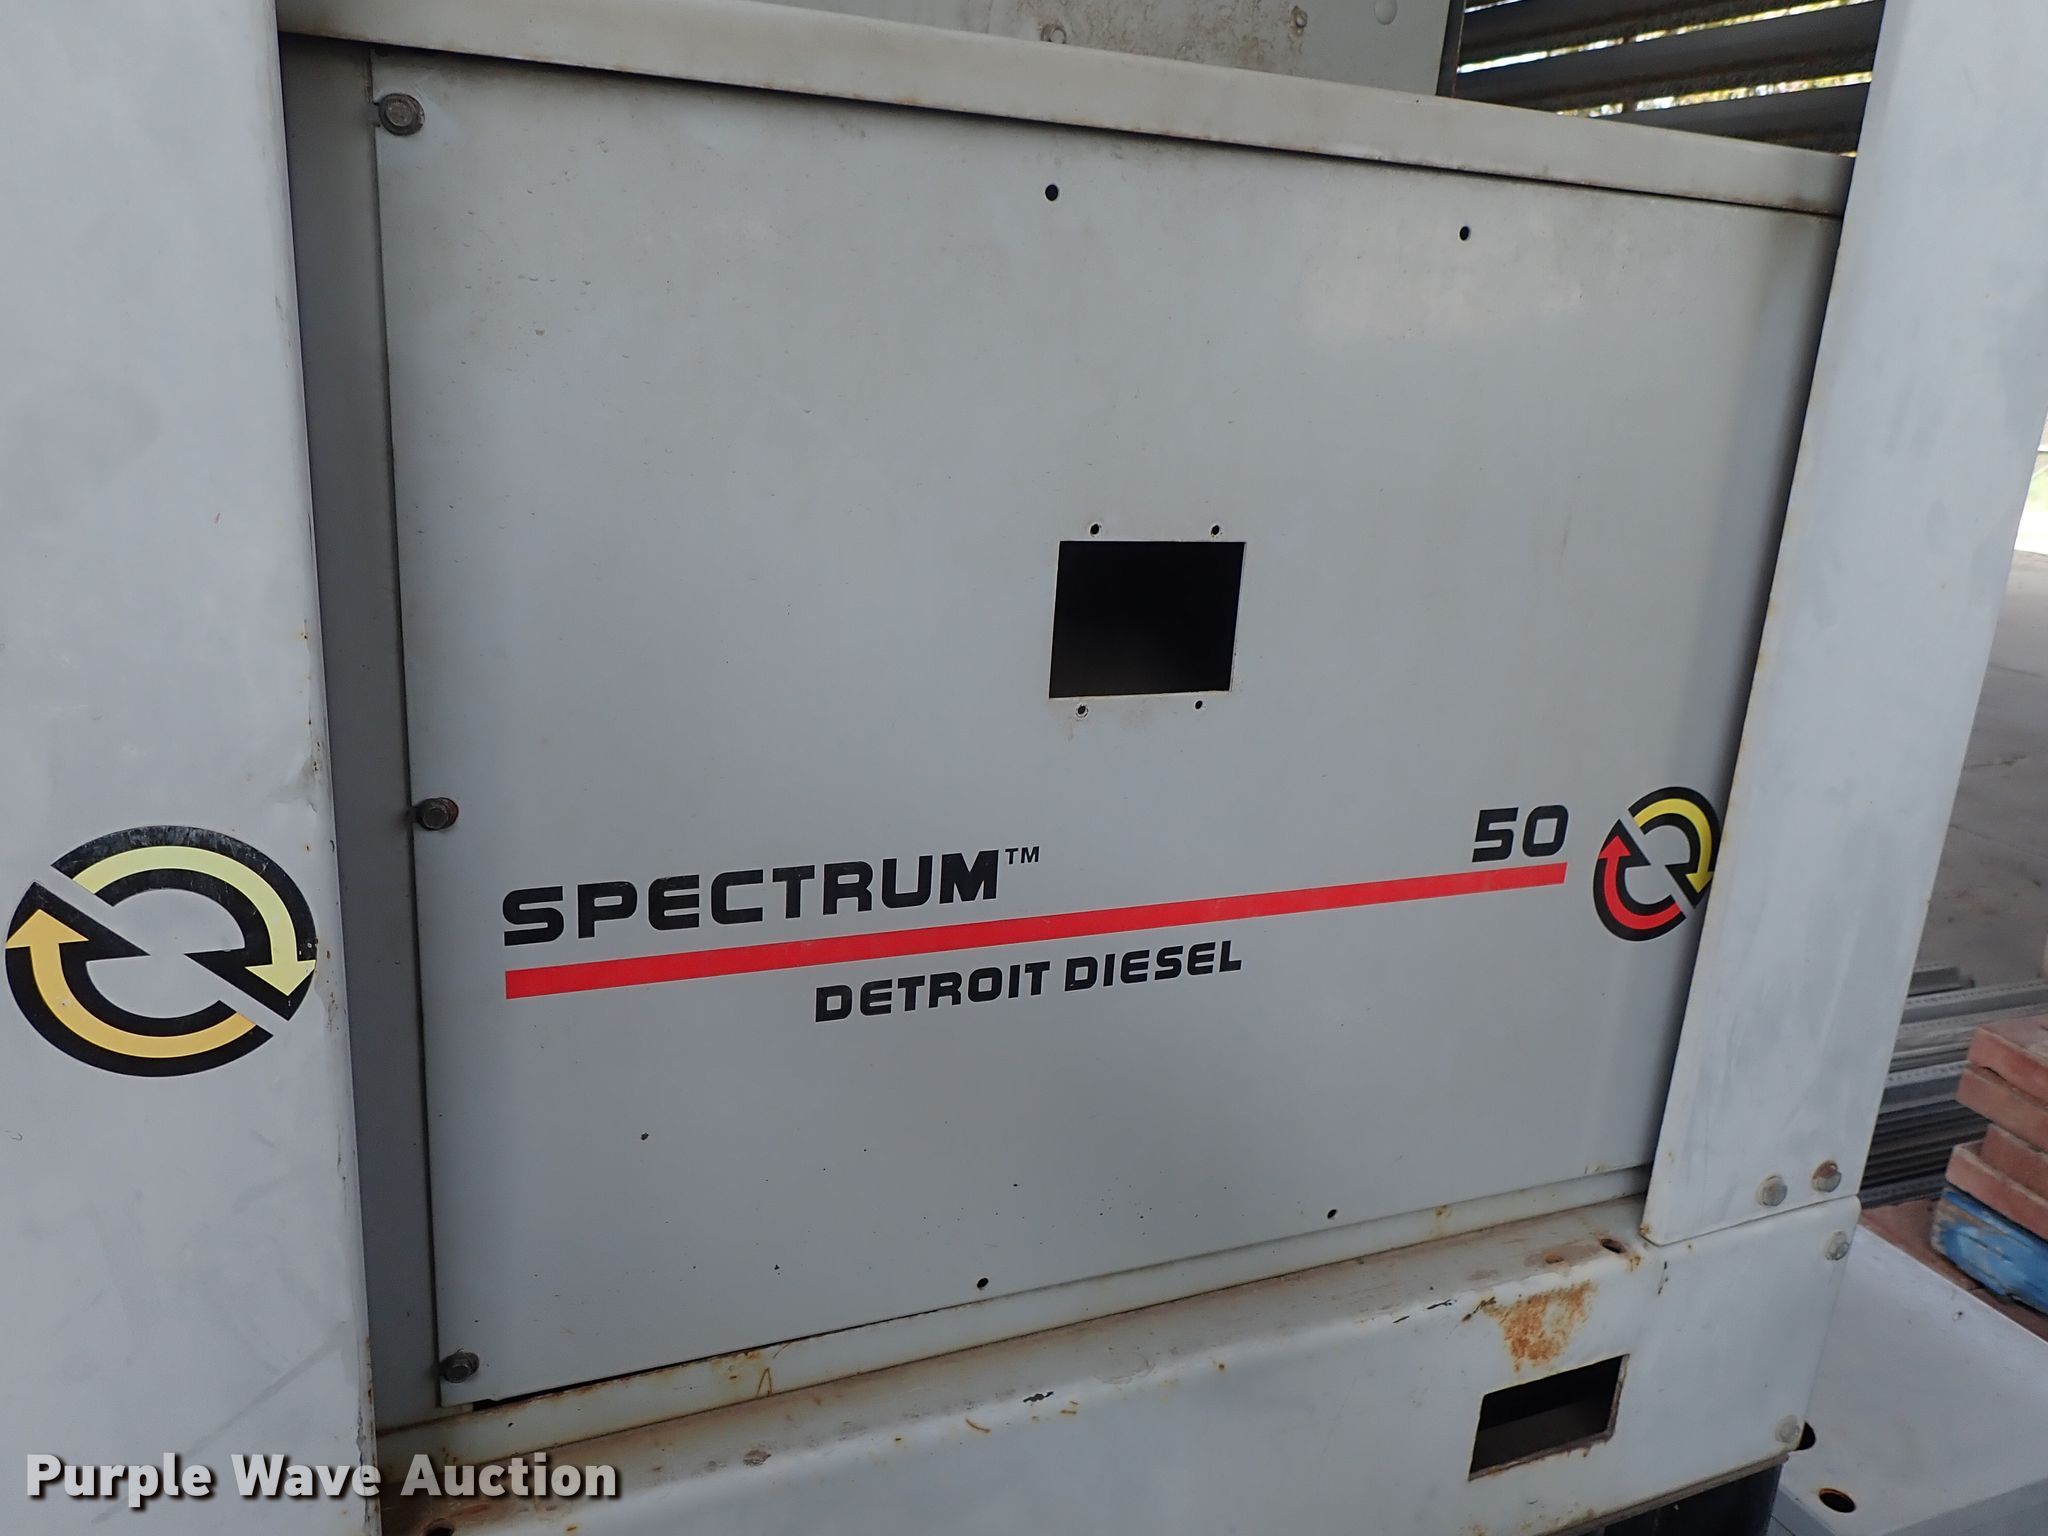 SPECTRUM™
50
DETROIT DIESEL
Purple Wave Auction